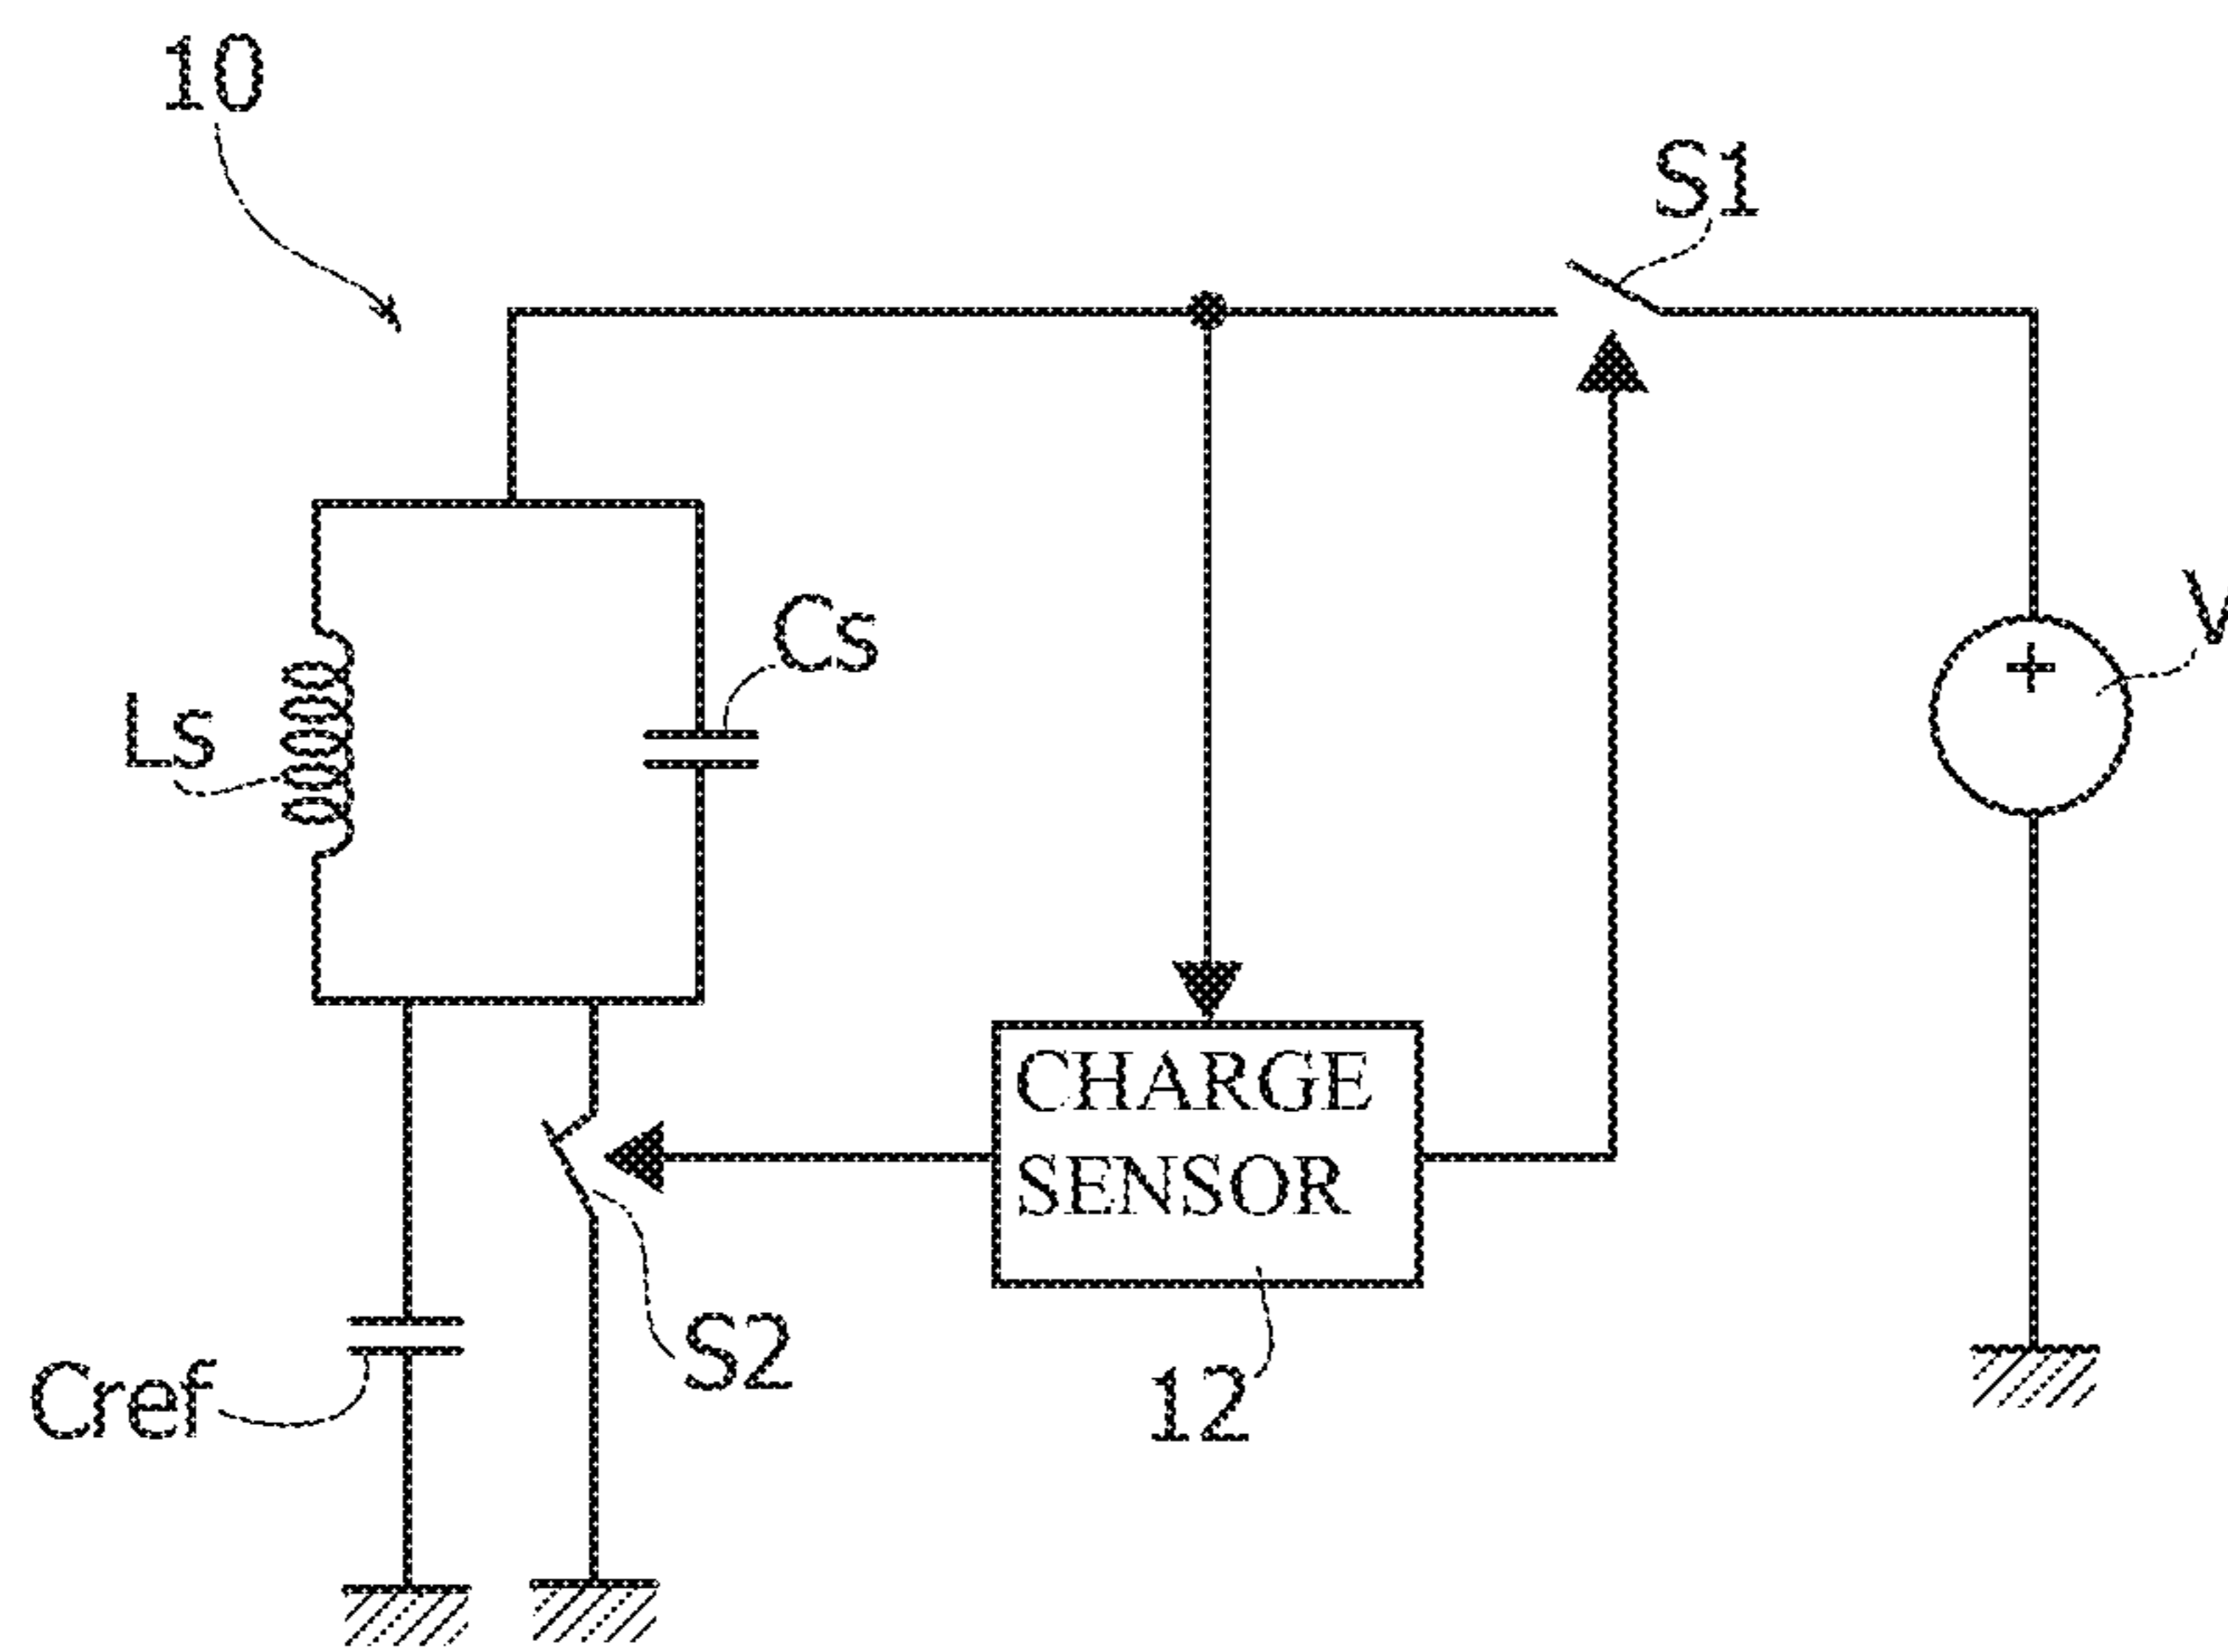 10
S1
Cs
V
Ls
+
CHARGE
SENSOR
S2
Cref
12